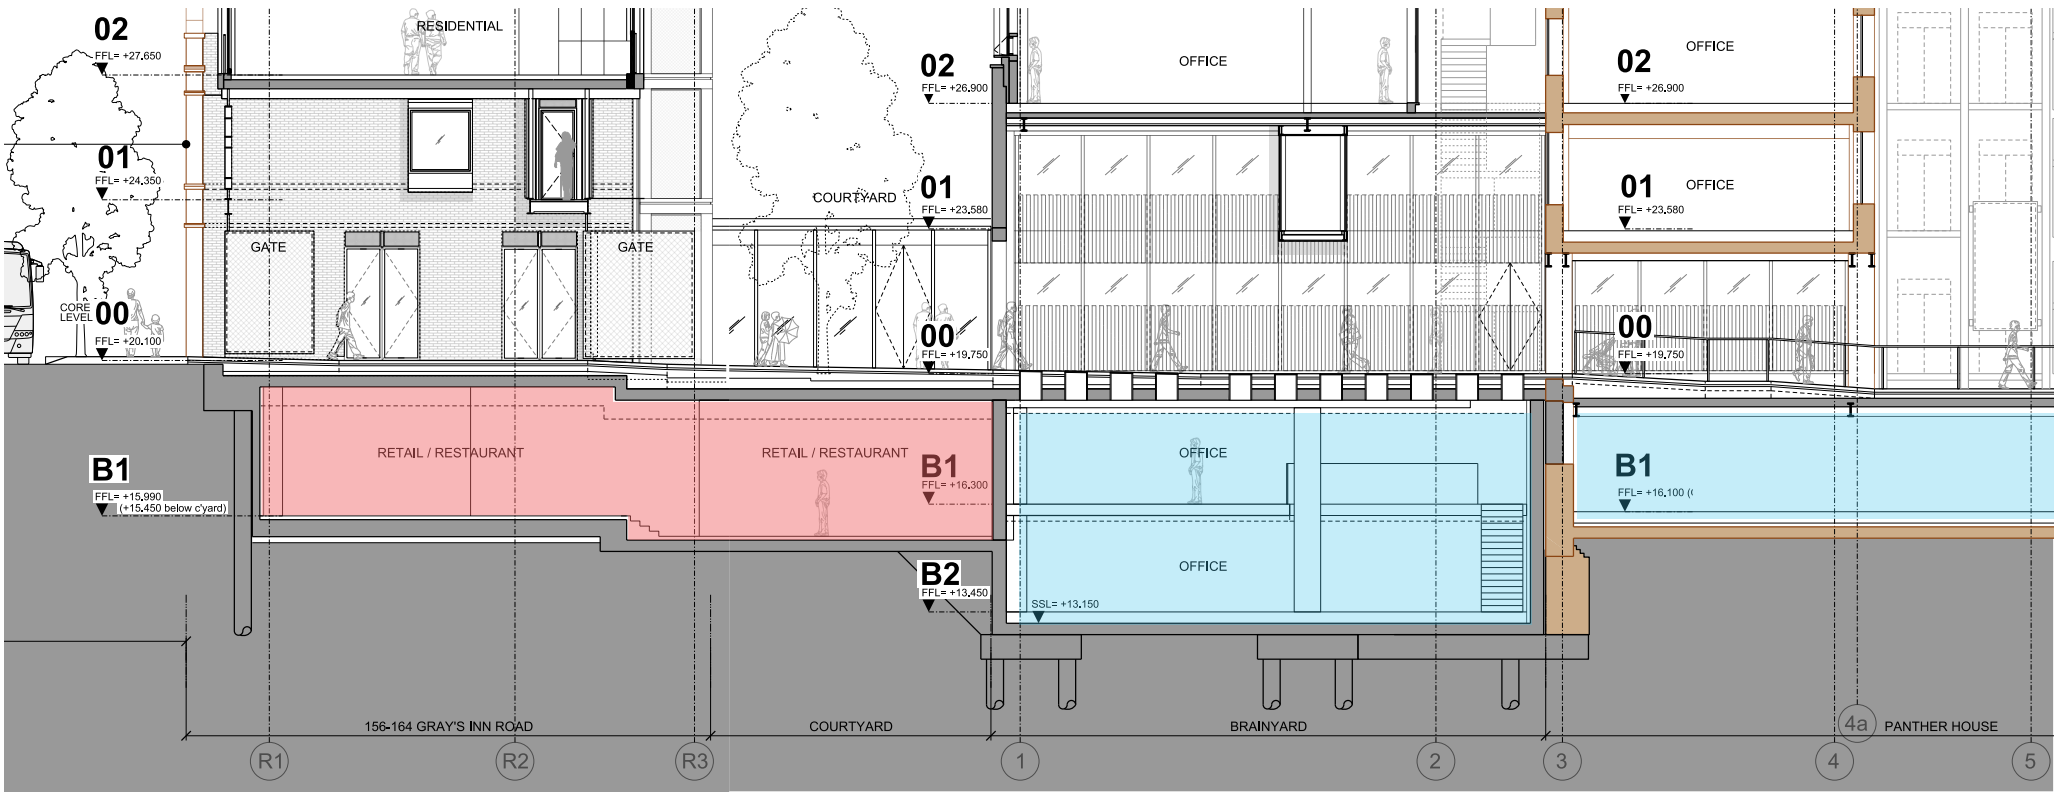 RESIDENTIAL
02
FFL= +27.650
02
FFL= +26.900
OFFICE
02
FFL= +26.900
OFFICE
01
FFL= +24.350
COURTYARD
01
FFL= +23.580
01
FFL= +23.580
OFFICE
GATE
GATE
CORE
LEVEL
00
FFL= +20.100
00
FFL= +19.750
00
FFL= +19.750
RETAIL / RESTAURANT
RETAIL / RESTAURANT
OFFICE
B1
FFL= +15.990
(+15.450 below c'yard)
B1
FFL= +16.300
B1
FFL= +16.100 (
B2
FFL= +13.450
OFFICE
SSL= +13.150
156-164 GRAY'S INN ROAD
COURTYARD
BRAINYARD
PANTHER HOUSE
R1
R2
R3
1
2
3
4
4a
5